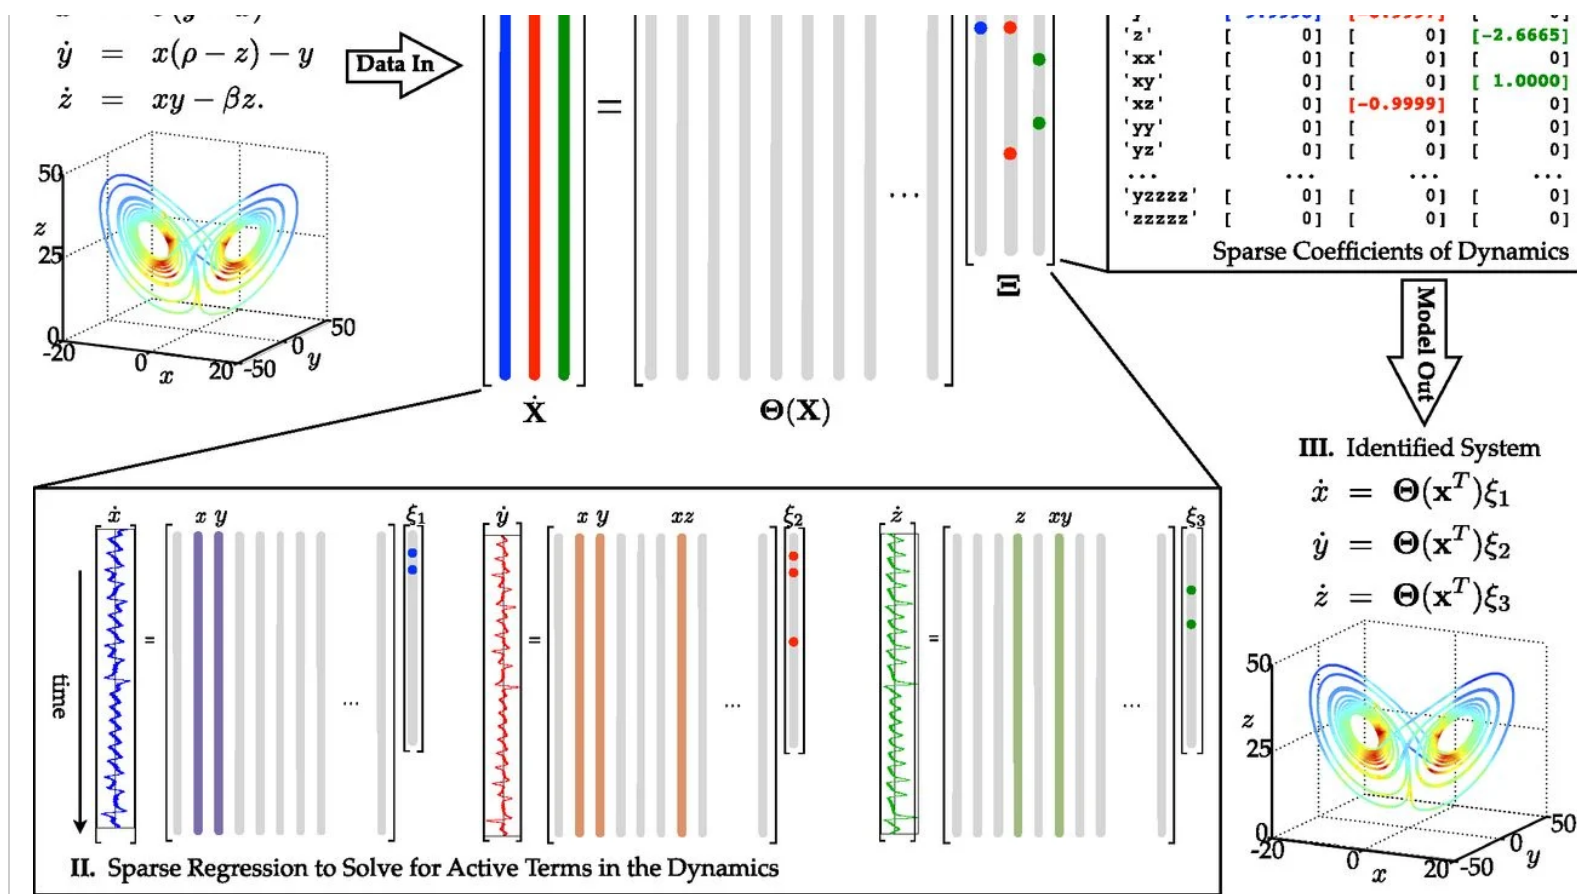 ẏ = x(ρ − z) − y
ż = xy − βz.
Data In
=
...
Ẋ
Θ(X)
Ξ
50
z
25
0
-20
0
x
20
-50
0
y
50
'z' [ 0] [ 0] [-2.6665]
'xx' [ 0] [ 0] [ 0]
'xy' [ 0] [ 0] [ 1.0000]
'xz' [ 0] [-0.9999] [ 0]
'yy' [ 0] [ 0] [ 0]
'yz' [ 0] [ 0] [ 0]
... ... ... ...
'yzzzz' [ 0] [ 0] [ 0]
'zzzzz' [ 0] [ 0] [ 0]
Sparse Coefficients of Dynamics
Model Out
III. Identified System
ẋ = Θ(xᵀ)ξ₁
ẏ = Θ(xᵀ)ξ₂
ż = Θ(xᵀ)ξ₃
50
z
25
0
-20
0
x
20
-50
0
y
50
time
ẋ = x y ... ξ₁
ẏ = x y xz ... ξ₂
ż = z xy ... ξ₃
II. Sparse Regression to Solve for Active Terms in the Dynamics